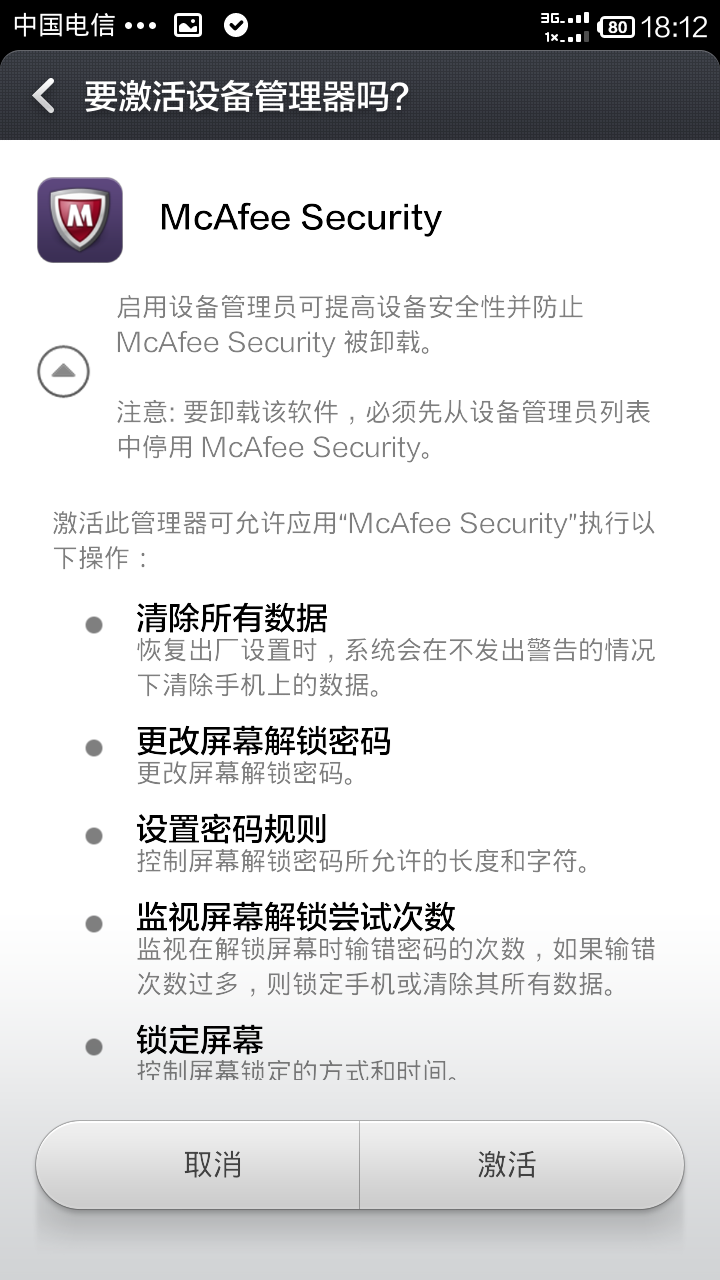 中国电信 ••• 3G 1x 80 18:12
要激活设备管理器吗?
McAfee Security
启用设备管理员可提高设备安全性并防止
McAfee Security 被卸载。
注意: 要卸载该软件，必须先从设备管理员列表
中停用 McAfee Security。
激活此管理器可允许应用“McAfee Security”执行以
下操作：
清除所有数据
恢复出厂设置时，系统会在不发出警告的情况
下清除手机上的数据。
更改屏幕解锁密码
更改屏幕解锁密码。
设置密码规则
控制屏幕解锁密码所允许的长度和字符。
监视屏幕解锁尝试次数
监视在解锁屏幕时输错密码的次数，如果输错
次数过多，则锁定手机或清除其所有数据。
锁定屏幕
控制屏幕锁定的方式和时间。
取消
激活